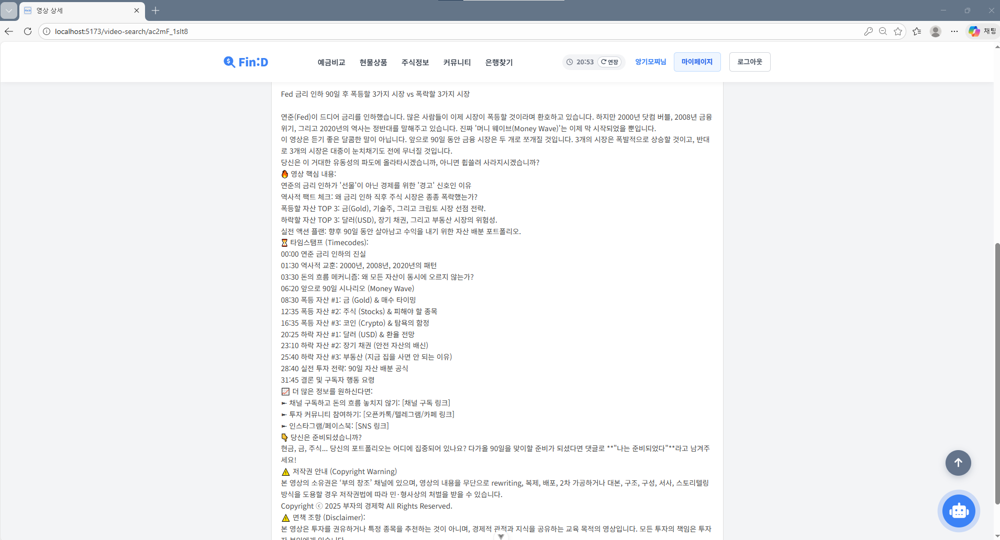 영상 상세
localhost:5173/video-search/ac2mF_1sIt8
채팅
Fin:D
예금비교
현물상품
주식정보
커뮤니티
은행찾기
20:53
연장
앙기모찌님
마이페이지
로그아웃
Fed 금리 인하 90일 후 폭등할 3가지 시장 vs 폭락할 3가지 시장
연준(Fed)이 드디어 금리를 인하했습니다. 많은 사람들이 이제 시장이 폭등할 것이라며 환호하고 있습니다. 하지만 2000년 닷컴 버블, 2008년 금융
위기, 그리고 2020년의 역사는 정반대를 말해주고 있습니다. 진짜 '머니 웨이브(Money Wave)'는 이제 막 시작되었을 뿐입니다.
이 영상은 듣기 좋은 달콤한 말이 아닙니다. 앞으로 90일 동안 금융 시장은 두 개로 쪼개질 것입니다. 3개의 시장은 폭발적으로 상승할 것이고, 반대
로 3개의 시장은 대중이 눈치채기도 전에 무너질 것입니다.
당신은 이 거대한 유동성의 파도에 올라타시겠습니까, 아니면 휩쓸려 사라지시겠습니까?
🔥 영상 핵심 내용:
연준의 금리 인하가 '선물'이 아닌 경제를 위한 '경고' 신호인 이유
역사적 팩트 체크: 왜 금리 인하 직후 주식 시장은 종종 폭락했는가?
폭등할 자산 TOP 3: 금(Gold), 기술주, 그리고 크립토 시장 선점 전략.
하락할 자산 TOP 3: 달러(USD), 장기 채권, 그리고 부동산 시장의 위험성.
실전 액션 플랜: 향후 90일 동안 살아남고 수익을 내기 위한 자산 배분 포트폴리오.
⏳ 타임스탬프 (Timecodes):
00:00 연준 금리 인하의 진실
01:30 역사적 교훈: 2000년, 2008년, 2020년의 패턴
03:30 돈의 흐름 메커니즘: 왜 모든 자산이 동시에 오르지 않는가?
06:20 앞으로 90일 시나리오 (Money Wave)
08:30 폭등 자산 #1: 금 (Gold) & 매수 타이밍
12:35 폭등 자산 #2: 주식 (Stocks) & 피해야 할 종목
16:35 폭등 자산 #3: 코인 (Crypto) & 탐욕의 함정
20:25 하락 자산 #1: 달러 (USD) & 환율 전망
23:10 하락 자산 #2: 장기 채권 (안전 자산의 배신)
25:40 하락 자산 #3: 부동산 (지금 집을 사면 안 되는 이유)
28:40 실전 투자 전략: 90일 자산 배분 공식
31:45 결론 및 구독자 행동 요령
📈 더 많은 정보를 원하신다면:
► 채널 구독하고 돈의 흐름 놓치지 않기: [채널 구독 링크]
► 투자 커뮤니티 참여하기: [오픈카톡/텔레그램/카페 링크]
► 인스타그램/페이스북: [SNS 링크]
👇 당신은 준비되셨습니까?
현금, 금, 주식... 당신의 포트폴리오는 어디에 집중되어 있나요? 다가올 90일을 맞이할 준비가 되셨다면 댓글로 **"나는 준비되었다"**라고 남겨주
세요!
⚠ 저작권 안내 (Copyright Warning)
본 영상의 소유권은 ‘부의 창조’ 채널에 있으며, 영상의 내용을 무단으로 rewriting, 복제, 배포, 2차 가공하거나 대본, 구조, 구성, 서사, 스토리텔링
방식을 도용할 경우 저작권법에 따라 민·형사상의 처벌을 받을 수 있습니다.
Copyright ⓒ 2025 부자의 경제학 All Rights Reserved.
⚠ 면책 조항 (Disclaimer):
본 영상은 투자를 권유하거나 특정 종목을 추천하는 것이 아니며, 경제적 관점과 지식을 공유하는 교육 목적의 영상입니다. 모든 투자의 책임은 투자